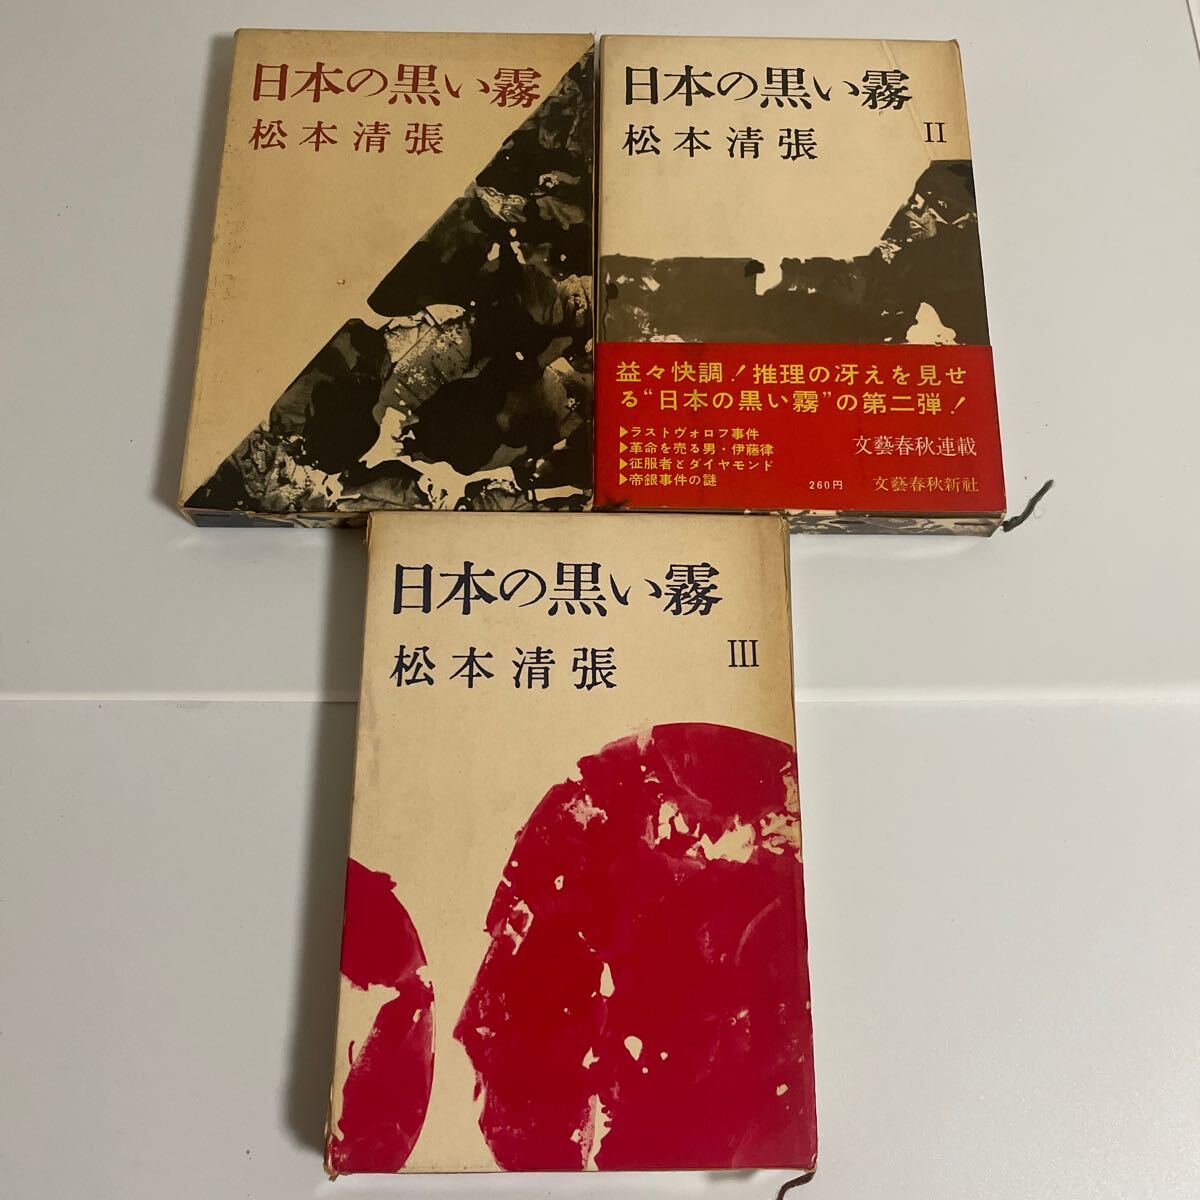 日本の黒い霧
松本清張
日本の黒い霧
松本清張
II
益々快調！推理の冴えを見せ
る“日本の黒い霧”の第二弾！
▶ラストヴォロフ事件
▶革命を売る男・伊藤律
▶征服者とダイヤモンド
▶帝銀事件の謎
文藝春秋連載
260円
文藝春秋新社
日本の黒い霧
松本清張
III